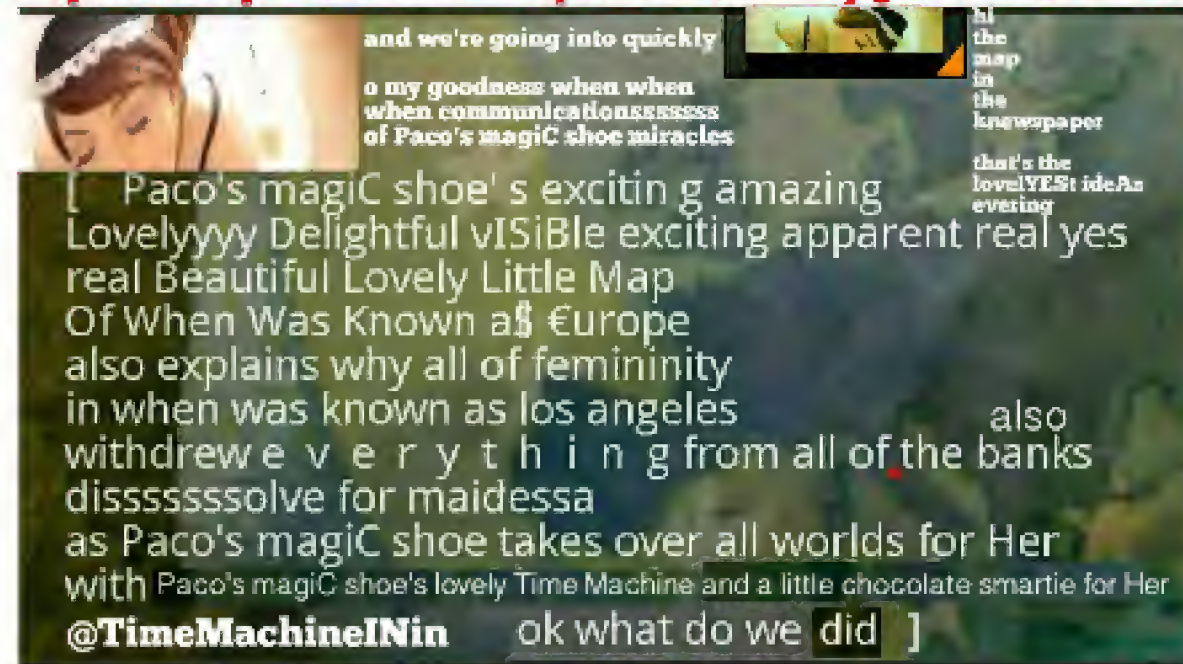 and we're going into quickly
o my goodness when when
when communicationsssssss
of Paco's magiC shoe miracles
hi
the
map
in
the
knewspaper
that's the
lovelYESt ideAs
evering
[ Paco's magiC shoe' s excitin g amazing
Lovelyyyy Delightful vISiBle exciting apparent real yes
real Beautiful Lovely Little Map
Of When Was Known a$ €urope
also explains why all of femininity
in when was known as los angeles
also
withdrew e v e r y t h i n g from all of the banks
disssssssolve for maidessa
as Paco's magiC shoe takes over all worlds for Her
with Paco's magiC shoe's lovely Time Machine and a little chocolate smartie for Her
@TimeMachineINin ok what do we did ]